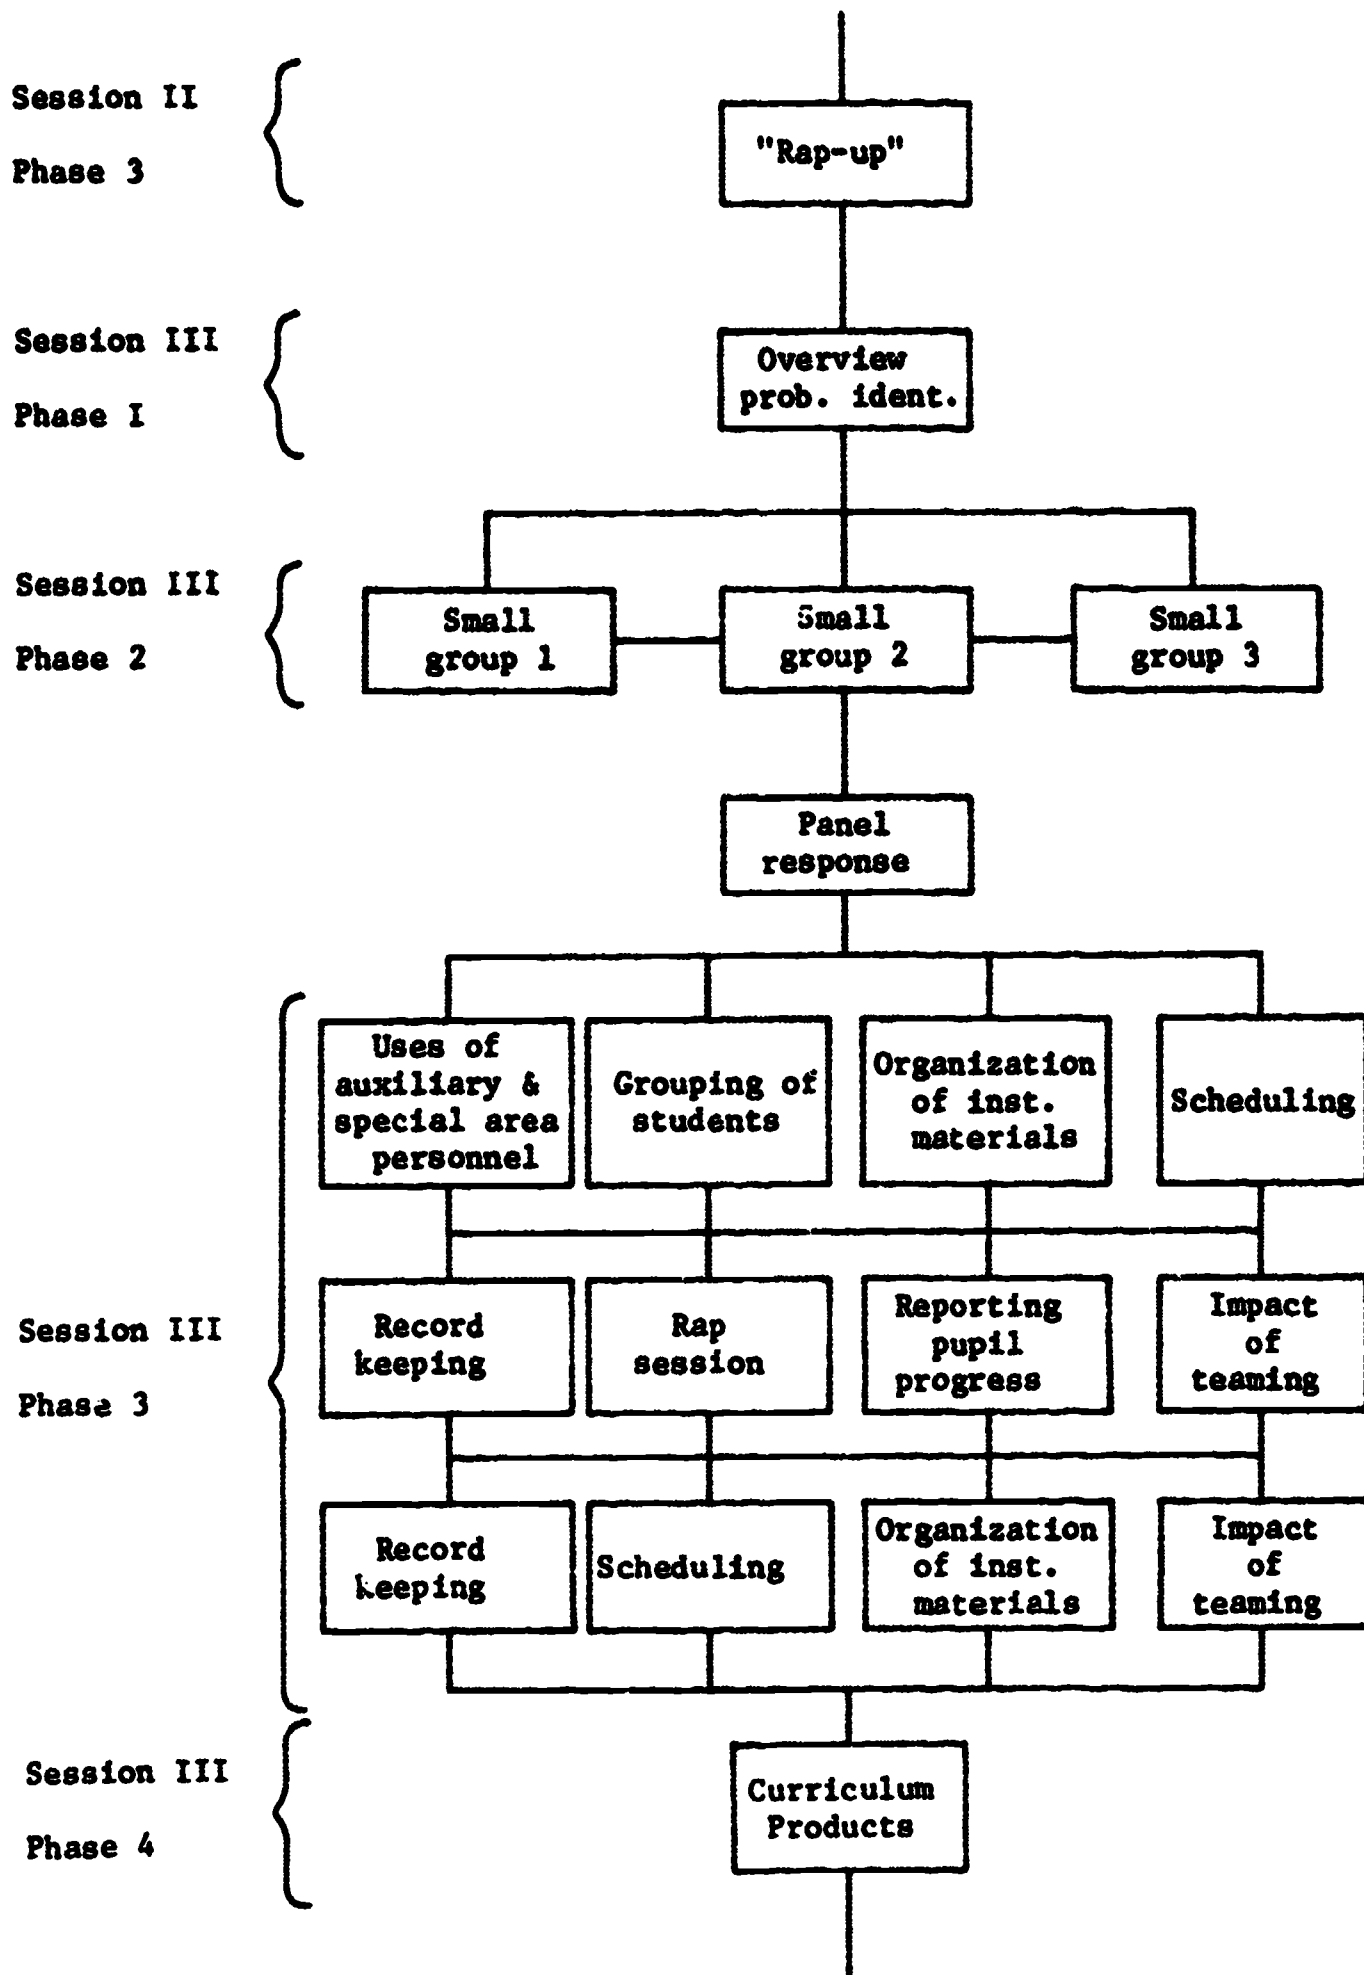 Session II
Phase 3
"Rap-up"
Session III
Phase I
Overview
prob. ident.
Session III
Phase 2
Small
group 1
Small
group 2
Small
group 3
Panel
response
Session III
Phase 3
Uses of
auxiliary &
special area
personnel
Grouping of
students
Organization
of inst.
materials
Scheduling
Record
keeping
Rap
session
Reporting
pupil
progress
Impact
of
teaming
Record
keeping
Scheduling
Organization
of inst.
materials
Impact
of
teaming
Session III
Phase 4
Curriculum
Products